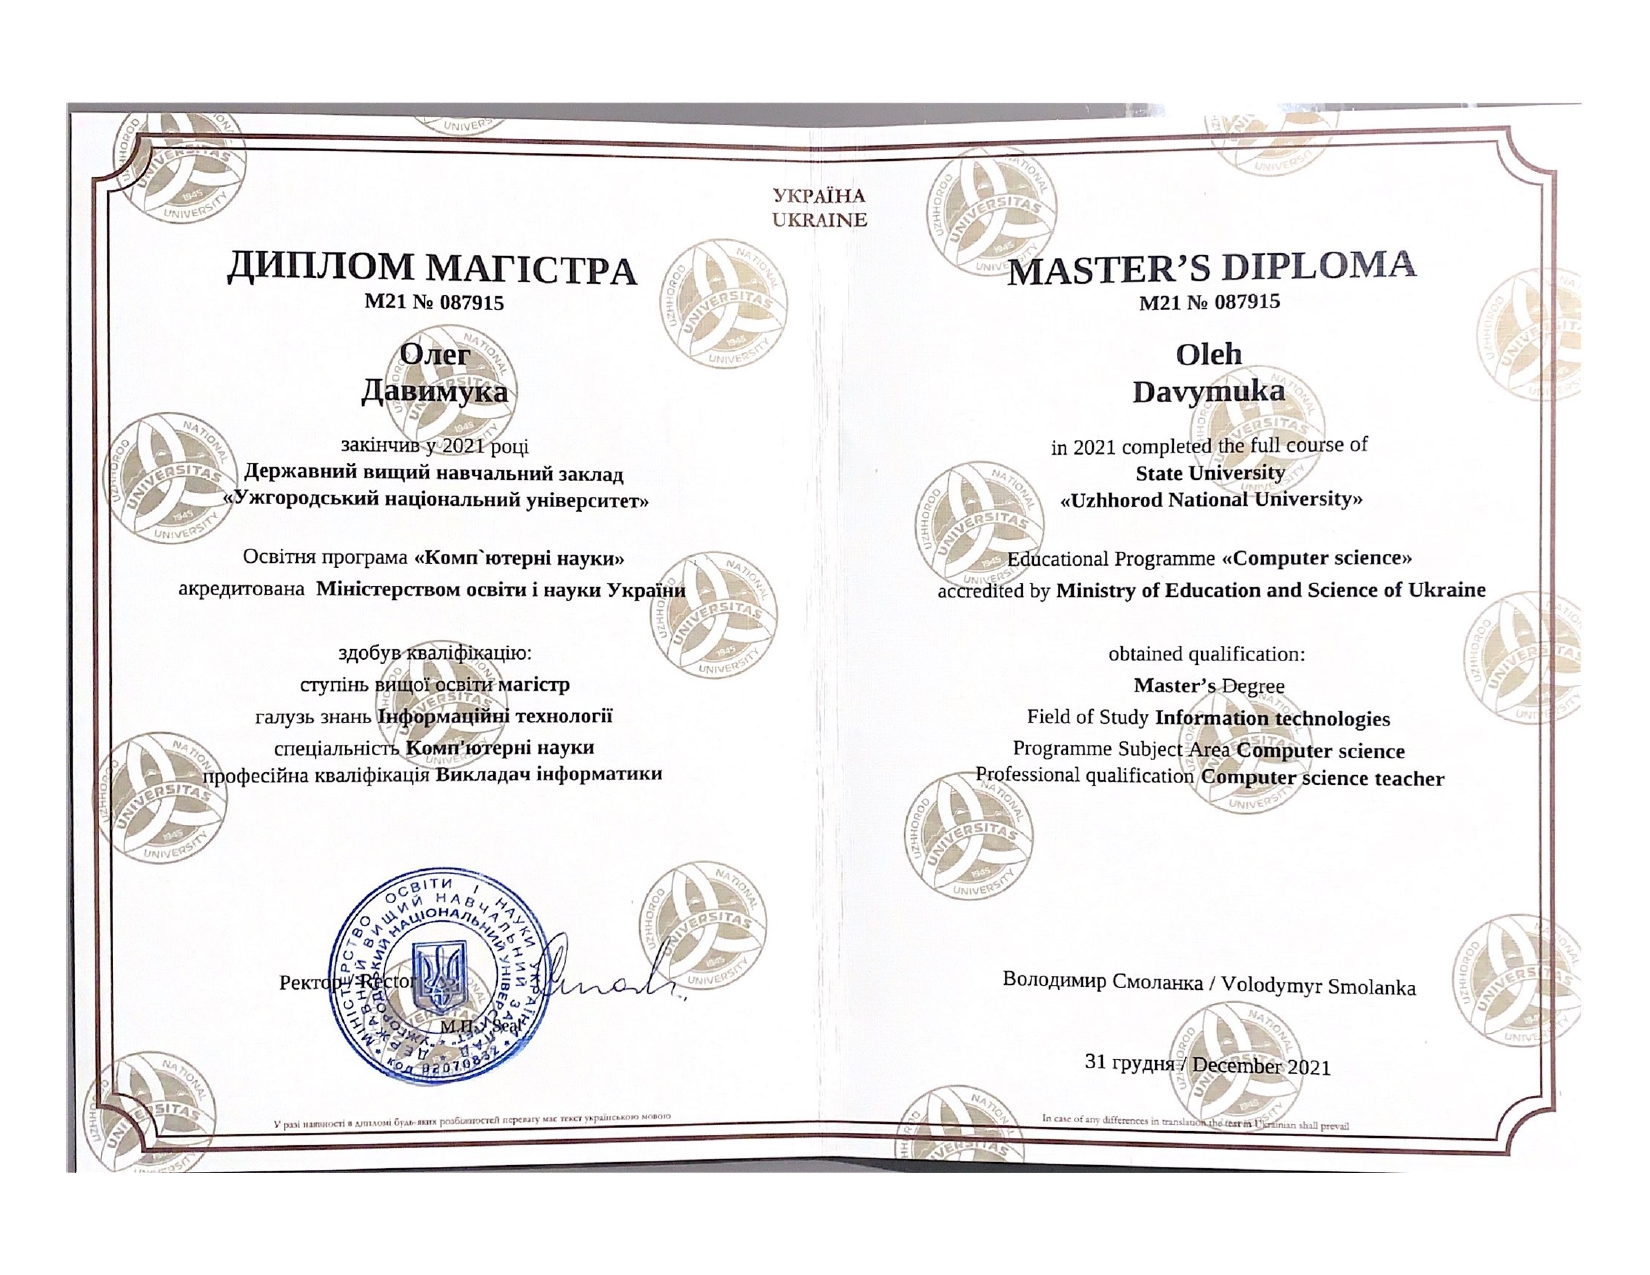 УКРАЇНА
UKRAINE
ДИПЛОМ МАГІСТРА
М21 № 087915
Олег
Давимука
закінчив у 2021 році
Державний вищий навчальний заклад
«Ужгородський національний університет»
Освітня програма «Комп`ютерні науки»
акредитована Міністерством освіти і науки України
здобув кваліфікацію:
ступінь вищої освіти магістр
галузь знань Інформаційні технології
спеціальність Комп'ютерні науки
професійна кваліфікація Викладач інформатики
Ректор / Rector
М.П. / Seal
МІНІСТЕРСТВО ОСВІТИ І НАУКИ УКРАЇНИ
ДЕРЖАВНИЙ ВИЩИЙ НАВЧАЛЬНИЙ ЗАКЛАД
"УЖГОРОДСЬКИЙ НАЦІОНАЛЬНИЙ УНІВЕРСИТЕТ"
код 02070832
У разі наявності в дипломі будь-яких розбіжностей перевагу має текст українською мовою
MASTER’S DIPLOMA
М21 № 087915
Oleh
Davymuka
in 2021 completed the full course of
State University
«Uzhhorod National University»
Educational Programme «Computer science»
accredited by Ministry of Education and Science of Ukraine
obtained qualification:
Master’s Degree
Field of Study Information technologies
Programme Subject Area Computer science
Professional qualification Computer science teacher
Володимир Смоланка / Volodymyr Smolanka
31 грудня / December 2021
In case of any differences in translation the text in Ukrainian shall prevail
UZHHOROD NATIONAL UNIVERSITY
UNIVERSITAS
1945